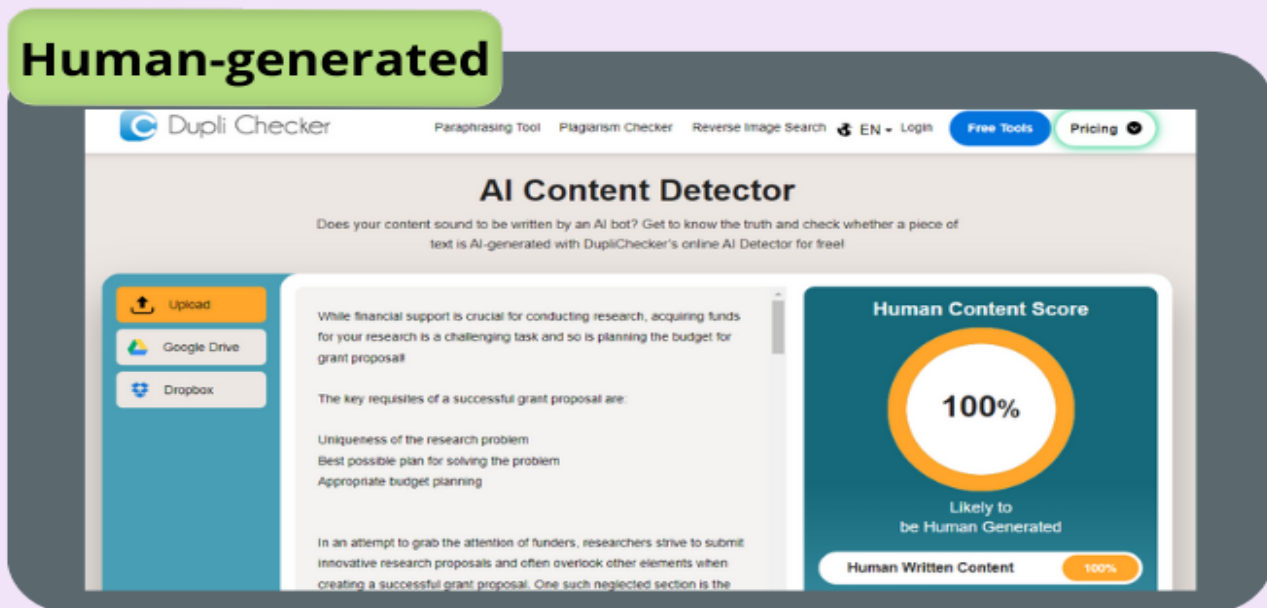 Human-generated
Dupli Checker
Paraphrasing Tool Plagiarism Checker Reverse Image Search EN Login Free Tools Pricing
AI Content Detector
Does your content sound to be written by an AI bot? Get to know the truth and check whether a piece of
text is AI-generated with DupliChecker's online AI Detector for free!
Upload
Google Drive
Dropbox
While financial support is crucial for conducting research, acquiring funds
for your research is a challenging task and so is planning the budget for
grant proposal!
The key requisites of a successful grant proposal are:
Uniqueness of the research problem
Best possible plan for solving the problem
Appropriate budget planning
In an attempt to grab the attention of funders, researchers strive to submit
innovative research proposals and often overlook other elements when
creating a successful grant proposal. One such neglected section is the
Human Content Score
100%
Likely to
be Human Generated
Human Written Content 100%